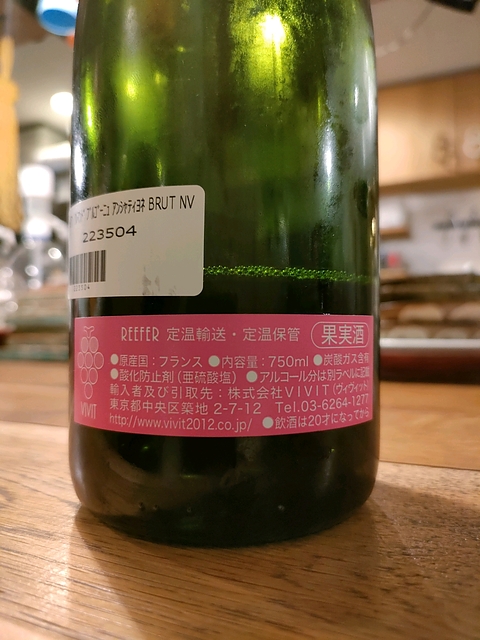 ﾌﾞﾙｺﾞｰﾆｭ ｱﾝｼｬﾃｨﾖﾈ BRUT NV
223504
REEFER 定温輸送・定温保管 果実酒
●原産国：フランス ●内容量：750ml ●炭酸ガス含有
●酸化防止剤（亜硫酸塩） ●アルコール分は別ラベルに記載
輸入者及び引取先：株式会社VIVIT（ヴィヴィット）
東京都中央区築地 2-7-12 Tel.03-6264-1277
http://www.vivit2012.co.jp/ ●飲酒は20才になってから
VIVIT